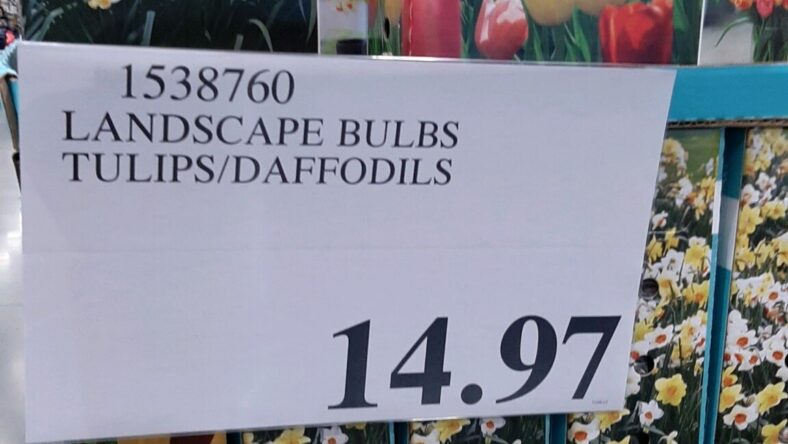 1538760
LANDSCAPE BULBS
TULIPS/DAFFODILS
14.97